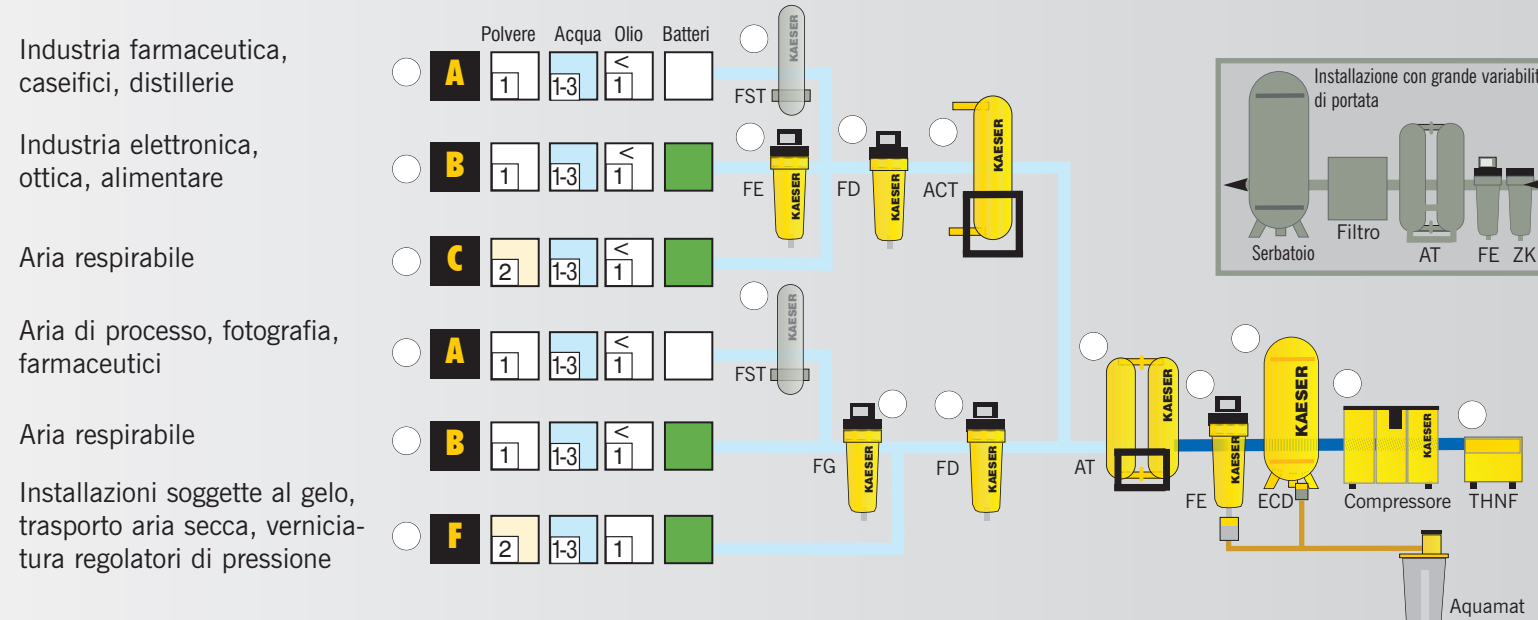 Polvere Acqua Olio Batteri
Industria farmaceutica,
caseifici, distillerie
A 1 1-3 < 1
FST
KAESER
Industria elettronica,
ottica, alimentare
B 1 1-3 < 1
FE
KAESER
FD
KAESER
ACT
KAESER
Aria respirabile
C 2 1-3 < 1
Installazione con grande variabilit
di portata
Serbatoio
Filtro
AT
FE
ZK
Aria di processo, fotografia,
farmaceutici
A 1 1-3 < 1
FST
KAESER
Aria respirabile
B 1 1-3 < 1
FG
KAESER
FD
KAESER
AT
KAESER
FE
KAESER
ECD
KAESER
Compressore
KAESER
THNF
Installazioni soggette al gelo,
trasporto aria secca, vernicia-
tura regolatori di pressione
F 2 1-3 1
Aquamat